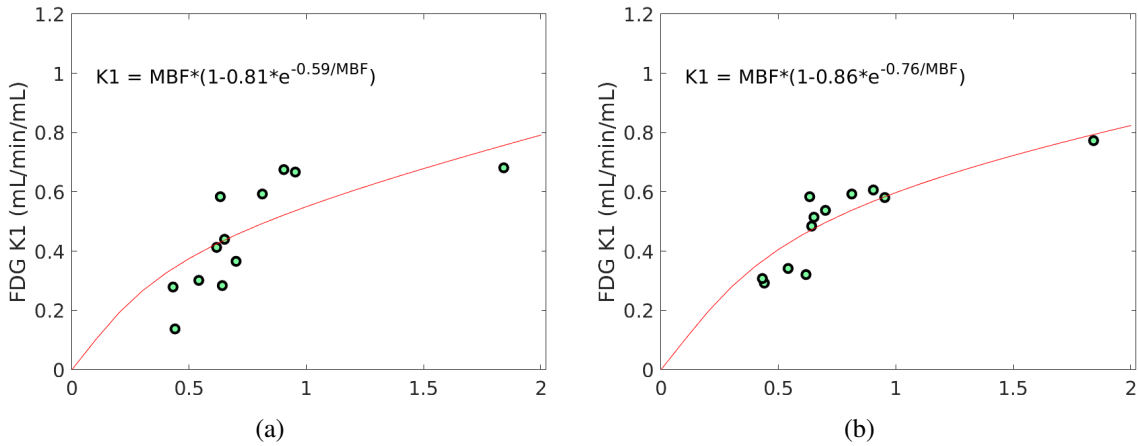 1.2
1
0.8
0.6
0.4
0.2
0
FDG K1 (mL/min/mL)
K1 = MBF*(1-0.81*e^-0.59/MBF)
0 0.5 1 1.5 2
(a)
1.2
1
0.8
0.6
0.4
0.2
0
FDG K1 (mL/min/mL)
K1 = MBF*(1-0.86*e^-0.76/MBF)
0 0.5 1 1.5 2
(b)